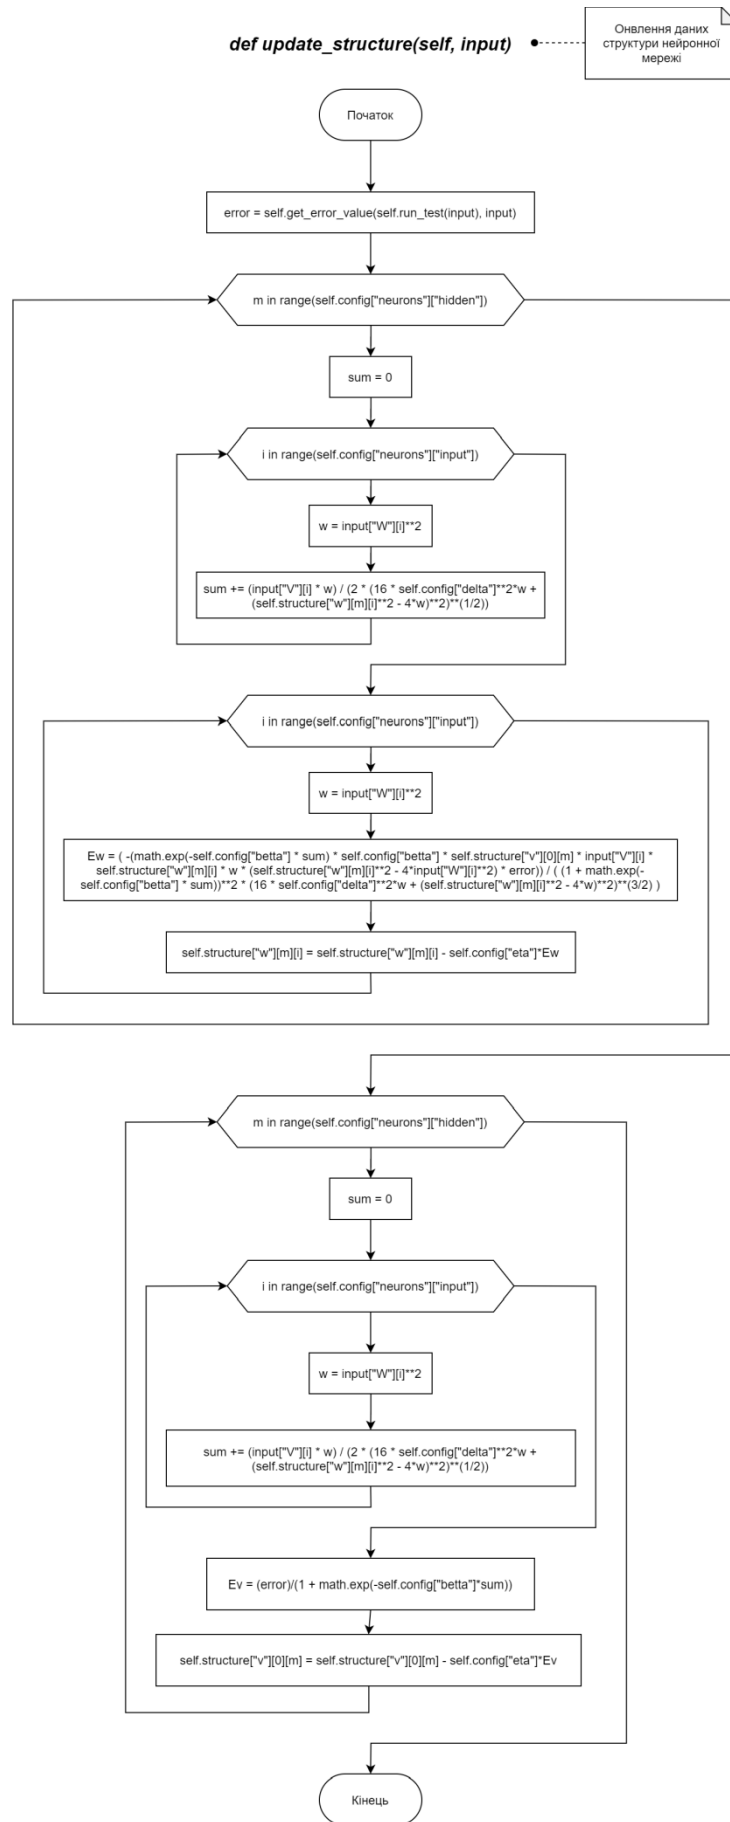 def update_structure(self, input)
Онвлення даних
структури нейронної
мережі
Початок
error = self.get_error_value(self.run_test(input), input)
m in range(self.config["neurons"]["hidden"])
sum = 0
i in range(self.config["neurons"]["input"])
w = input["W"][i]**2
sum += (input["V"][i] * w) / (2 * (16 * self.config["delta"]**2*w +
(self.structure["w"][m][i]**2 - 4*w)**2)**(1/2))
i in range(self.config["neurons"]["input"])
w = input["W"][i]**2
Ew = ( -(math.exp(-self.config["betta"] * sum) * self.config["betta"] * self.structure["v"][0][m] * input["V"][i] *
self.structure["w"][m][i] * w * (self.structure["w"][m][i]**2 - 4*input["W"][i]**2) * error)) / ( (1 + math.exp(-
self.config["betta"] * sum))**2 * (16 * self.config["delta"]**2*w + (self.structure["w"][m][i]**2 - 4*w)**2)**(3/2) )
self.structure["w"][m][i] = self.structure["w"][m][i] - self.config["eta"]*Ew
m in range(self.config["neurons"]["hidden"])
sum = 0
i in range(self.config["neurons"]["input"])
w = input["W"][i]**2
sum += (input["V"][i] * w) / (2 * (16 * self.config["delta"]**2*w +
(self.structure["w"][m][i]**2 - 4*w)**2)**(1/2))
Ev = (error)/(1 + math.exp(-self.config["betta"]*sum))
self.structure["v"][0][m] = self.structure["v"][0][m] - self.config["eta"]*Ev
Кінець